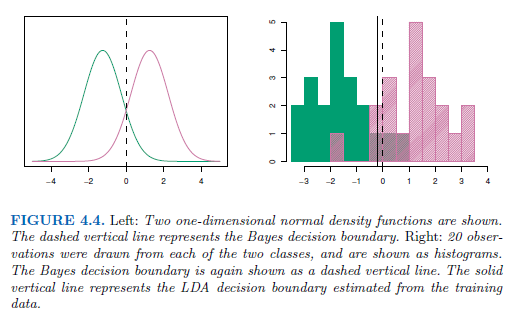 −4 −2 0 2 4
0 1 2 3 4 5
−3 −2 −1 0 1 2 3 4
FIGURE 4.4. Left: Two one-dimensional normal density functions are shown.
The dashed vertical line represents the Bayes decision boundary. Right: 20 obser-
vations were drawn from each of the two classes, and are shown as histograms.
The Bayes decision boundary is again shown as a dashed vertical line. The solid
vertical line represents the LDA decision boundary estimated from the training
data.